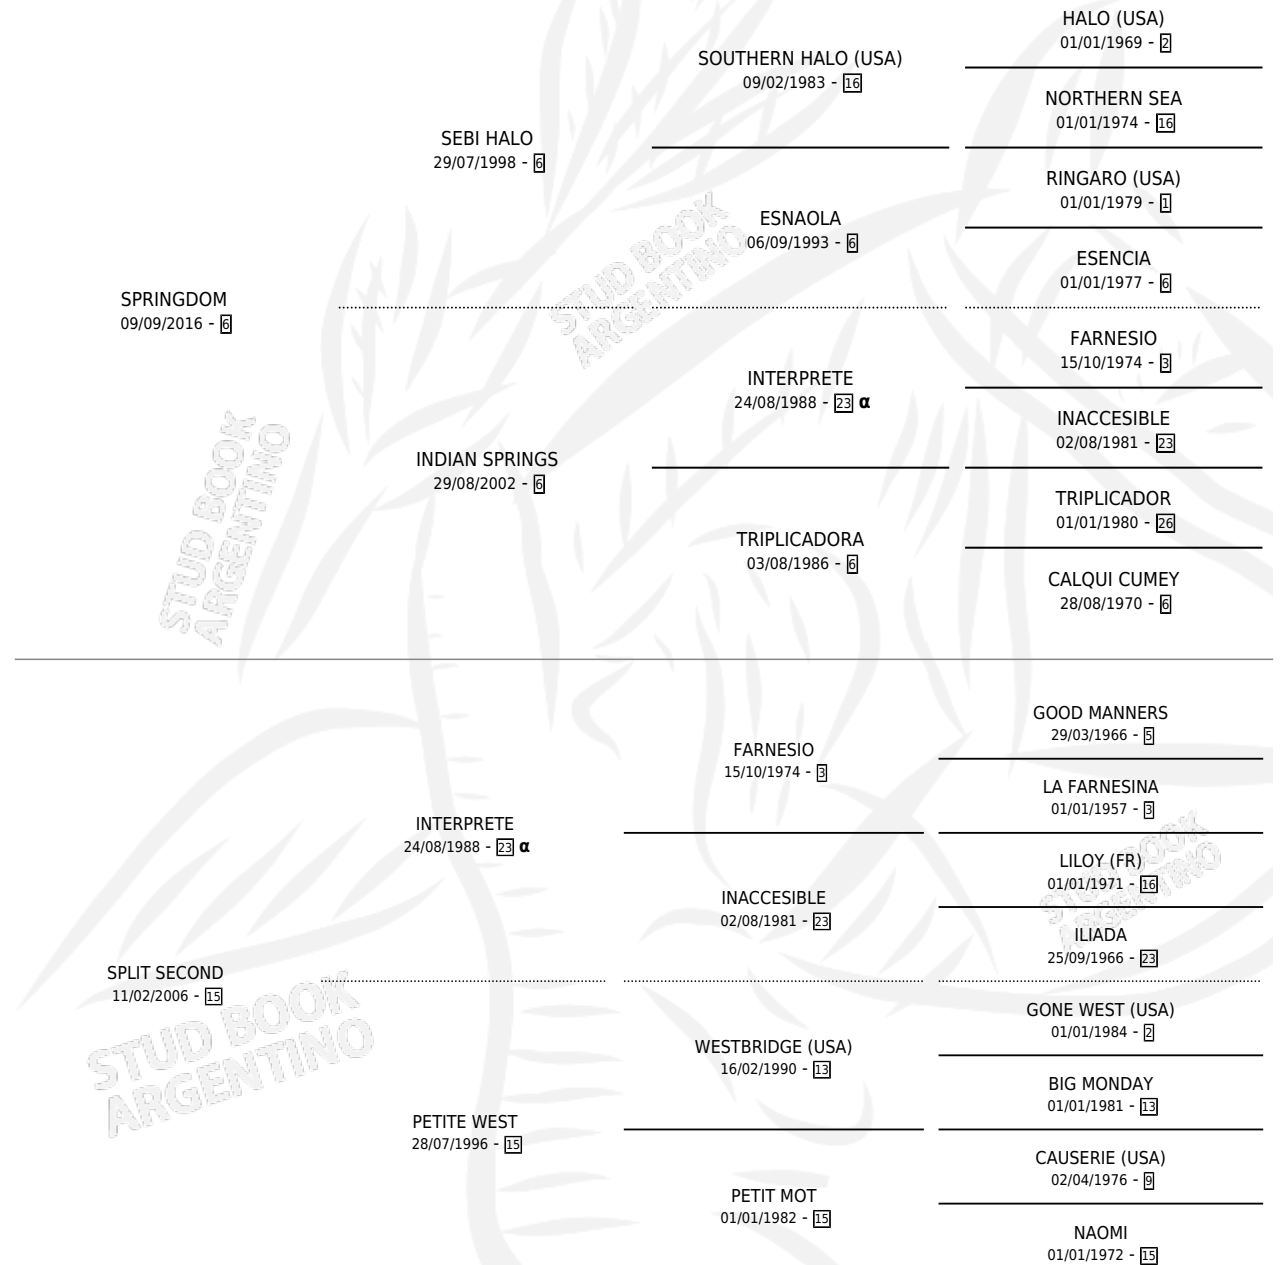 HALO (USA)
01/01/1969 - 2
SOUTHERN HALO (USA)
09/02/1983 - 16
NORTHERN SEA
01/01/1974 - 16
SEBI HALO
29/07/1998 - 6
RINGARO (USA)
01/01/1979 - 1
ESNAOLA
06/09/1993 - 6
ESENCIA
01/01/1977 - 6
STUD BOOK
ARGENTINO
SPRINGDOM
09/09/2016 - 6
FARNESIO
15/10/1974 - 3
INTERPRETE
24/08/1988 - 23 α
INACCESIBLE
02/08/1981 - 23
INDIAN SPRINGS
29/08/2002 - 6
TRIPLICADOR
01/01/1980 - 26
TRIPLICADORA
03/08/1986 - 6
CALQUI CUMEY
28/08/1970 - 6
STUD BOOK
ARGENTINO
GOOD MANNERS
29/03/1966 - 5
FARNESIO
15/10/1974 - 3
LA FARNESINA
01/01/1957 - 3
INTERPRETE
24/08/1988 - 23 α
LILOY (FR)
01/01/1971 - 16
INACCESIBLE
02/08/1981 - 23
ILIADA
25/09/1966 - 23
STUD BOOK
ARGENTINO
SPLIT SECOND
11/02/2006 - 15
GONE WEST (USA)
01/01/1984 - 2
WESTBRIDGE (USA)
16/02/1990 - 13
BIG MONDAY
01/01/1981 - 13
STUD BOOK
ARGENTINO
PETITE WEST
28/07/1996 - 15
CAUSERIE (USA)
02/04/1976 - 9
PETIT MOT
01/01/1982 - 15
NAOMI
01/01/1972 - 15